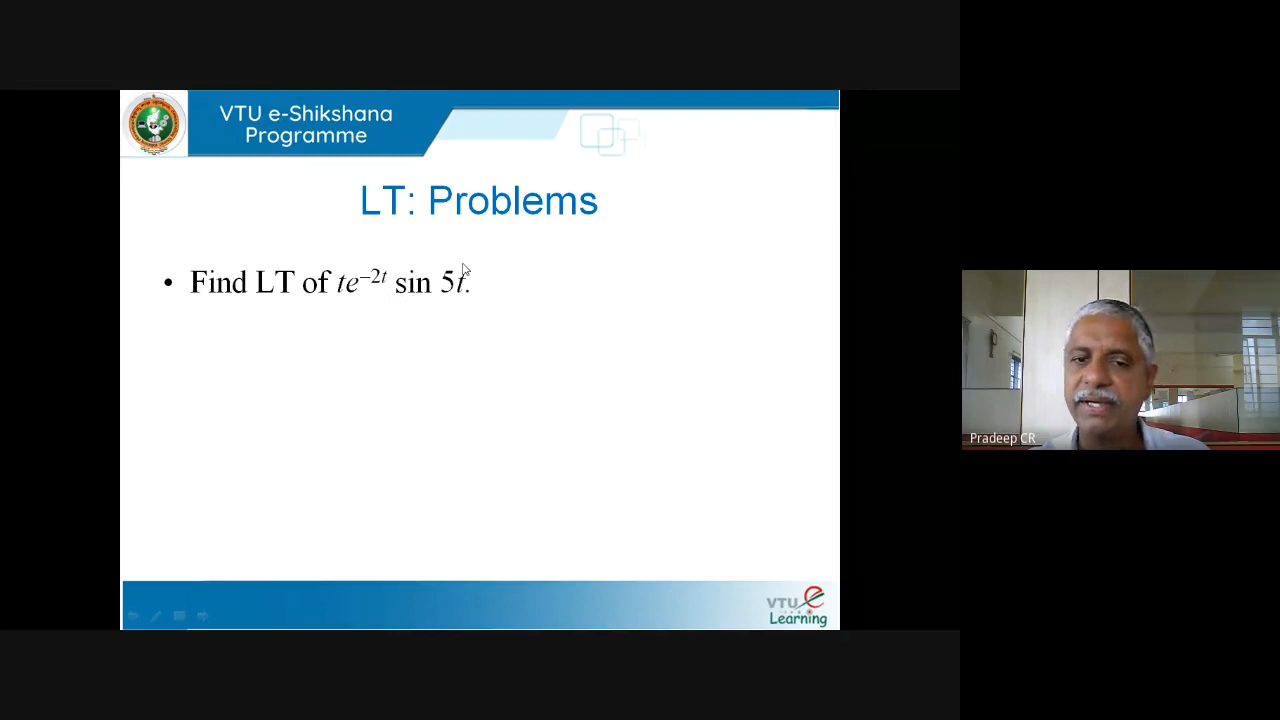 VTU e-Shikshana
Programme
LT: Problems
• Find LT of te⁻²ᵗ sin 5t.
Pradeep CR
VTU e
Learning